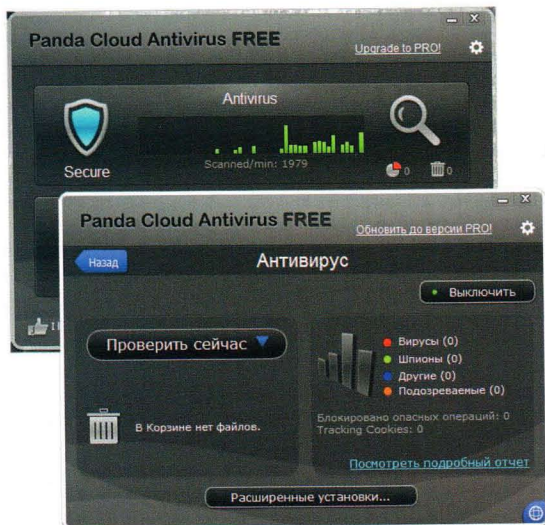 Panda Cloud Antivirus FREE
Upgrade to PRO!
Antivirus
Secure
Scanned/min: 1979
0
0
Panda Cloud Antivirus FREE
Обновить до версии PRO!
Назад
Антивирус
Выключить
Проверить сейчас
Вирусы (0)
Шпионы (0)
Другие (0)
Подозреваемые (0)
В Корзине нет файлов.
Блокировано опасных операций: 0
Tracking Cookies: 0
Посмотреть подробный отчет
Расширенные установки...